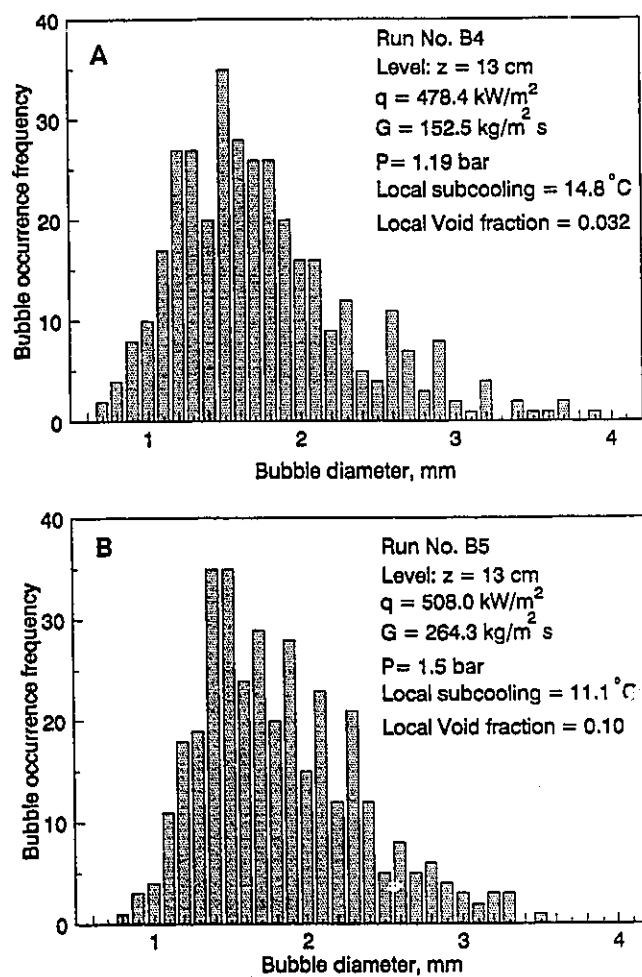 A
Run No. B4
Level: z = 13 cm
q = 478.4 kW/m²
G = 152.5 kg/m² s
P= 1.19 bar
Local subcooling = 14.8 °C
Local Void fraction = 0.032
Bubble occurrence frequency
40
30
20
10
0
1 2 3 4
Bubble diameter, mm
B
Run No. B5
Level: z = 13 cm
q = 508.0 kW/m²
G = 264.3 kg/m² s
P= 1.5 bar
Local subcooling = 11.1 °C
Local Void fraction = 0.10
Bubble occurrence frequency
40
30
20
10
0
1 2 3 4
Bubble diameter, mm